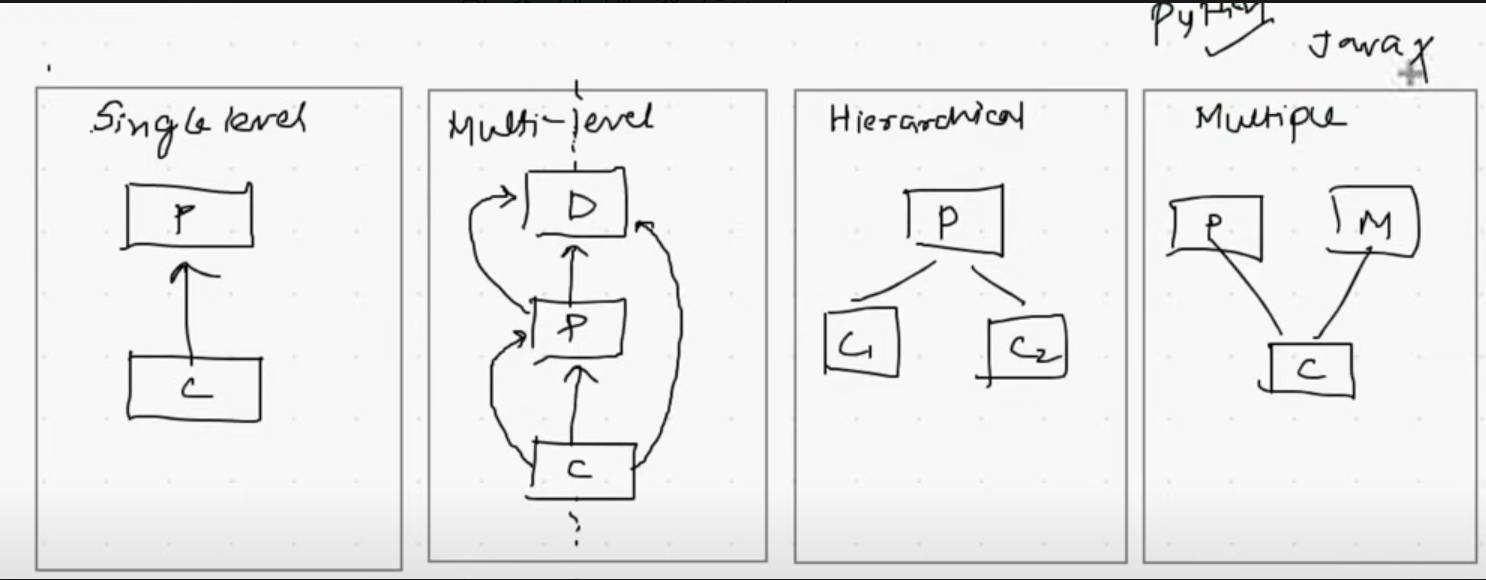 Python
Java x
Single level
Multi-level
Hierarchical
Multiple
P
C
D
P
C
P
C1
C2
P
M
C